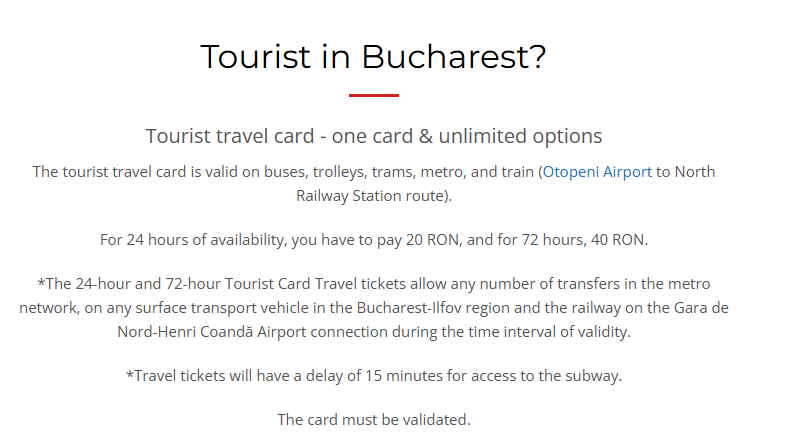 Tourist in Bucharest?
Tourist travel card - one card & unlimited options
The tourist travel card is valid on buses, trolleys, trams, metro, and train (Otopeni Airport to North
Railway Station route).
For 24 hours of availability, you have to pay 20 RON, and for 72 hours, 40 RON.
*The 24-hour and 72-hour Tourist Card Travel tickets allow any number of transfers in the metro
network, on any surface transport vehicle in the Bucharest-Ilfov region and the railway on the Gara de
Nord-Henri Coandă Airport connection during the time interval of validity.
*Travel tickets will have a delay of 15 minutes for access to the subway.
The card must be validated.